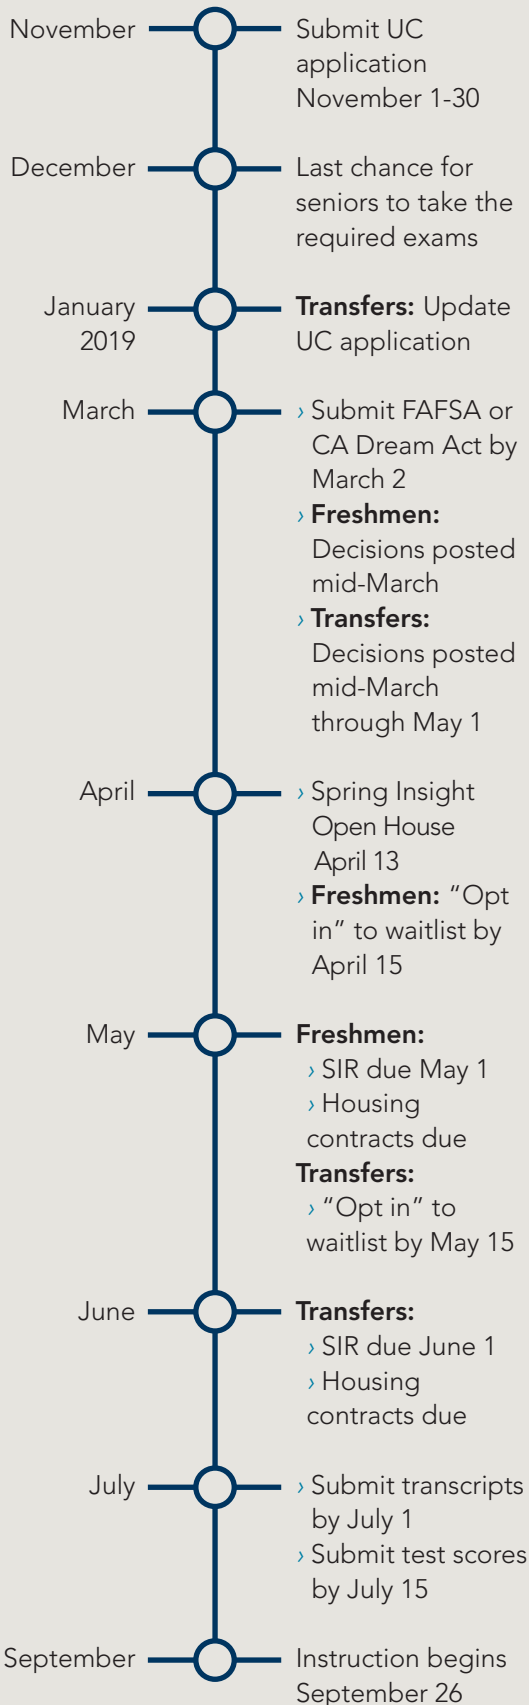 November
Submit UC
application
November 1-30
December
Last chance for
seniors to take the
required exams
January
2019
Transfers: Update
UC application
March
› Submit FAFSA or
CA Dream Act by
March 2
› Freshmen:
Decisions posted
mid-March
› Transfers:
Decisions posted
mid-March
through May 1
April
› Spring Insight
Open House
April 13
› Freshmen: “Opt
in” to waitlist by
April 15
May
Freshmen:
› SIR due May 1
› Housing
contracts due
Transfers:
› “Opt in” to
waitlist by May 15
June
Transfers:
› SIR due June 1
› Housing
contracts due
July
› Submit transcripts
by July 1
› Submit test scores
by July 15
September
Instruction begins
September 26